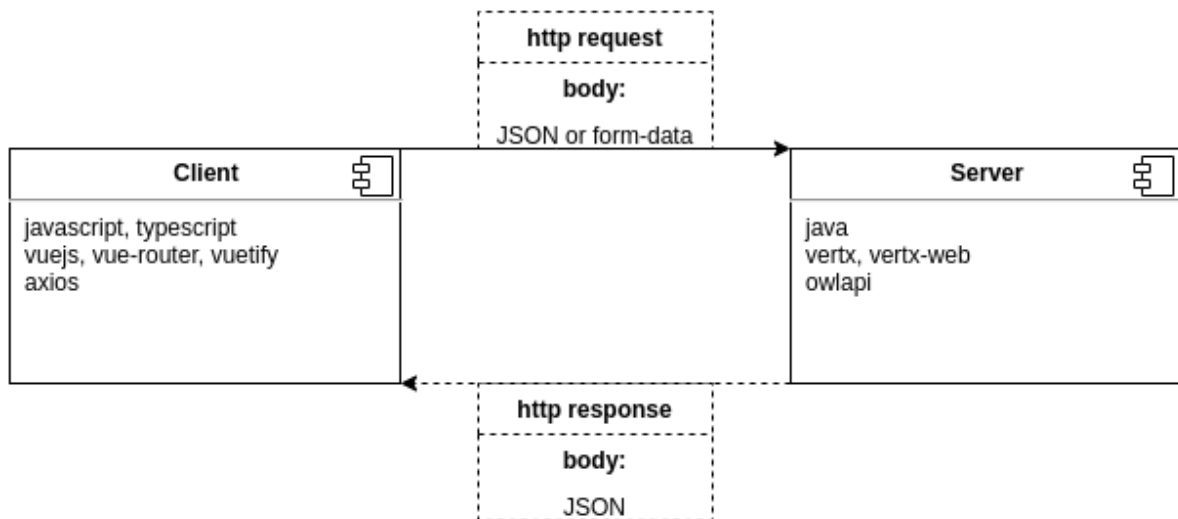 http request
body:
JSON or form-data
Client
javascript, typescript
vuejs, vue-router, vuetify
axios
Server
java
vertx, vertx-web
owlapi
http response
body:
JSON